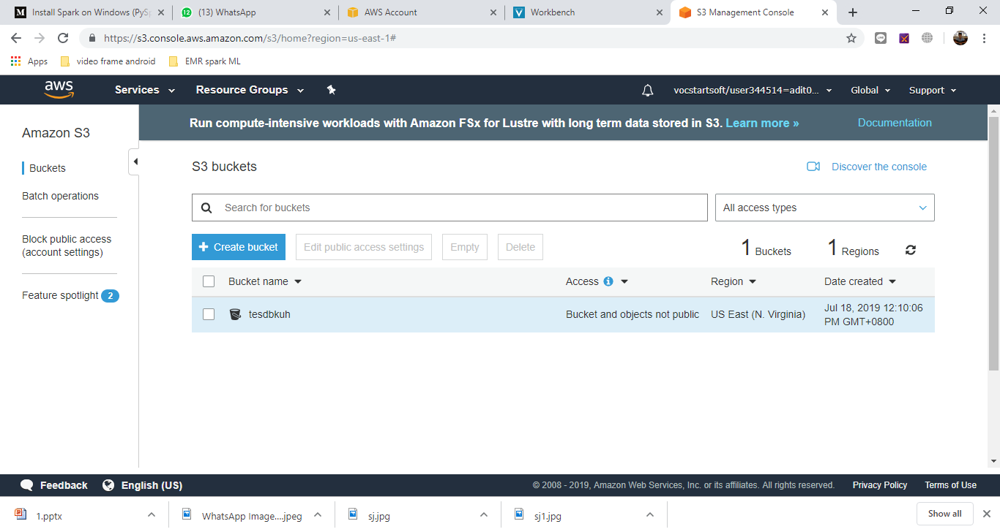 Install Spark on Windows (PySp
(13) WhatsApp
AWS Account
Workbench
S3 Management Console
https://s3.console.aws.amazon.com/s3/home?region=us-east-1#
Apps
video frame android
EMR spark ML
aws
Services
Resource Groups
vocstartsoft/user344514=adit0...
Global
Support
Amazon S3
Buckets
Batch operations
Block public access
(account settings)
Feature spotlight 2
Run compute-intensive workloads with Amazon FSx for Lustre with long term data stored in S3. Learn more »
Documentation
S3 buckets
Discover the console
Search for buckets
All access types
+ Create bucket
Edit public access settings
Empty
Delete
1 Buckets
1 Regions
Bucket name
Access
Region
Date created
tesdbkuh
Bucket and objects not public
US East (N. Virginia)
Jul 18, 2019 12:10:06
PM GMT+0800
Feedback
English (US)
© 2008 - 2019, Amazon Web Services, Inc. or its affiliates. All rights reserved.
Privacy Policy
Terms of Use
1.pptx
WhatsApp Image....jpeg
sj.jpg
sj1.jpg
Show all